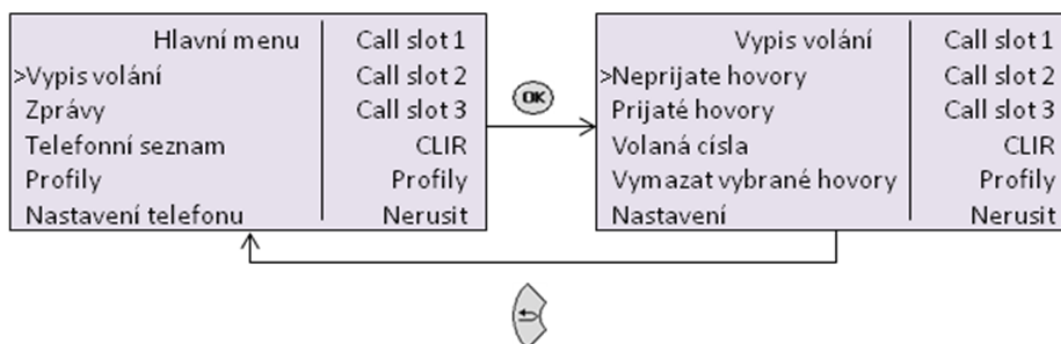 Hlavní menu
>Vypis volání
Zprávy
Telefonní seznam
Profily
Nastavení telefonu
Call slot 1
Call slot 2
Call slot 3
CLIR
Profily
Nerusit
OK
Vypis volání
>Neprijate hovory
Prijaté hovory
Volaná císla
Vymazat vybrané hovory
Nastavení
Call slot 1
Call slot 2
Call slot 3
CLIR
Profily
Nerusit